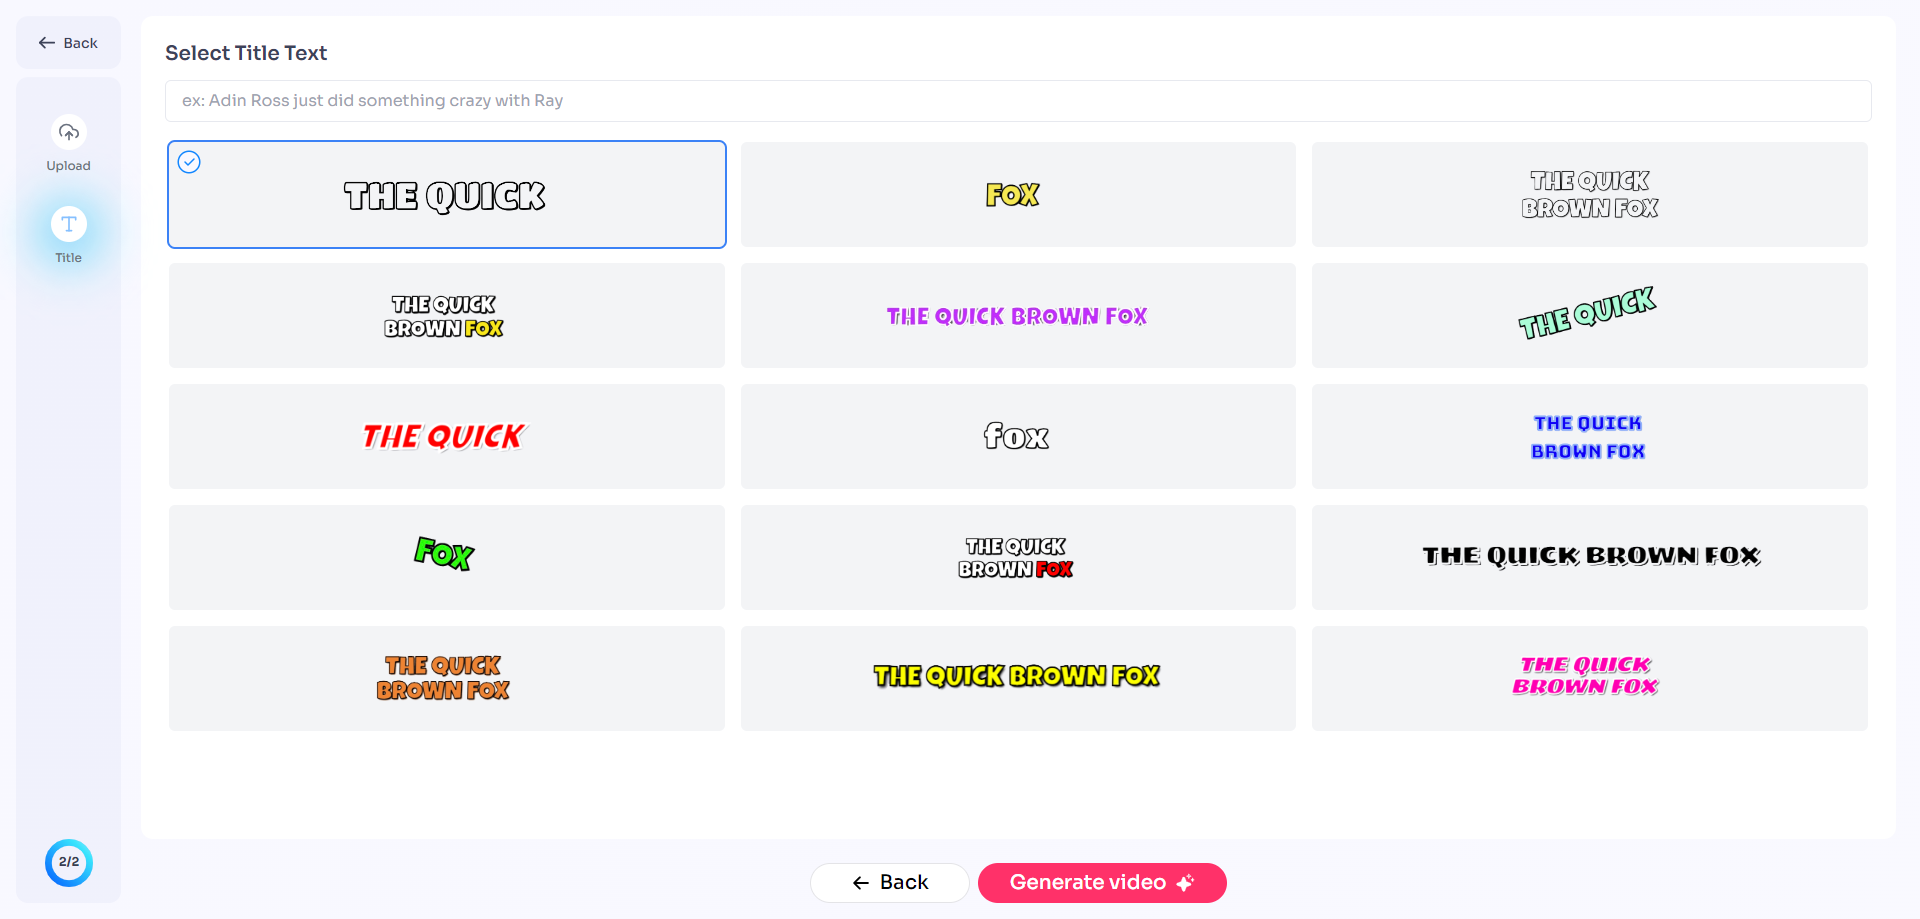 Back
Upload
Title
2/2
Select Title Text
ex: Adin Ross just did something crazy with Ray
THE QUICK
FOX
THE QUICK
BROWN FOX
THE QUICK
BROWN FOX
THE QUICK BROWN FOX
THE QUICK
THE QUICK
fox
THE QUICK
BROWN FOX
FOX
THE QUICK
BROWN FOX
THE QUICK BROWN FOX
THE QUICK
BROWN FOX
THE QUICK BROWN FOX
THE QUICK
BROWN FOX
Back
Generate video